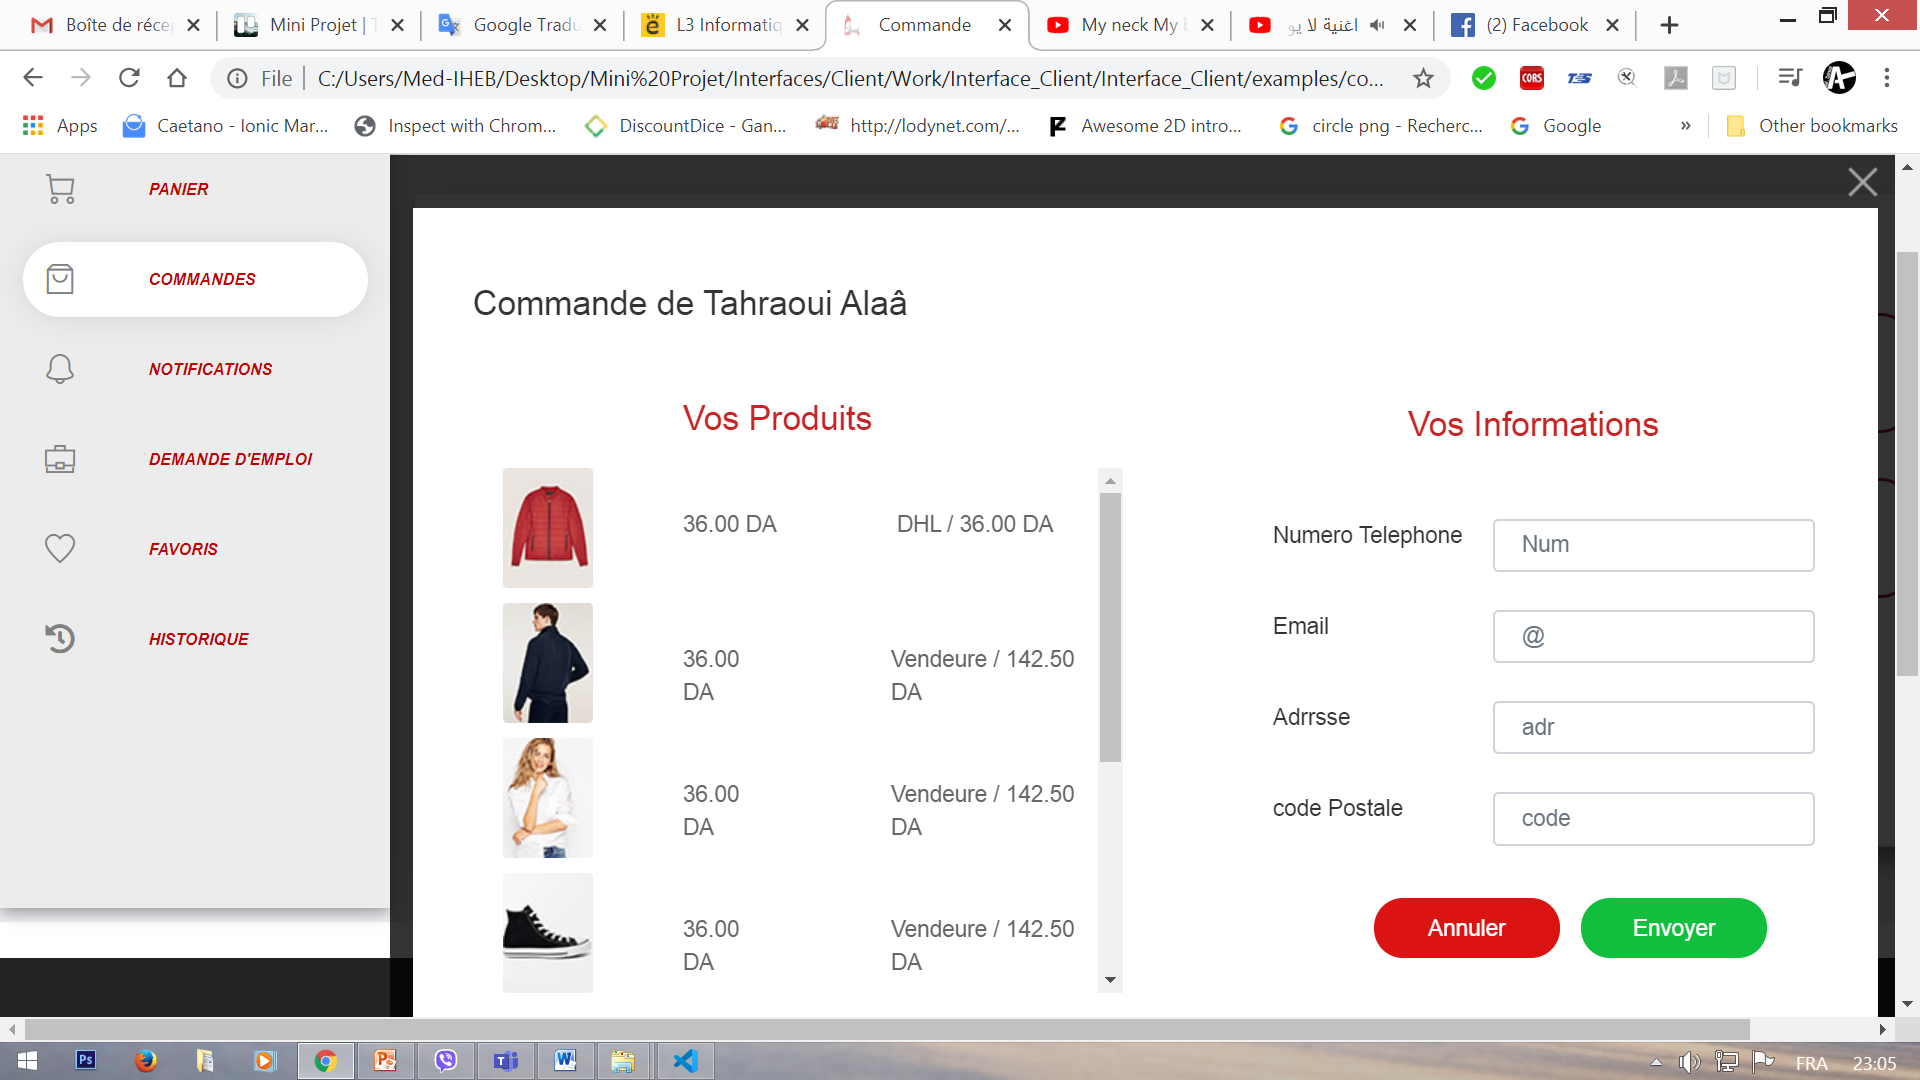 Boîte de récep
Mini Projet | T
Google Tradu
L3 Informatiq
Commande
My neck My b
اغنية لا يو
(2) Facebook
File
C:/Users/Med-IHEB/Desktop/Mini%20Projet/Interfaces/Client/Work/Interface_Client/Interface_Client/examples/co...
CORS
Apps
Caetano - Ionic Mar...
Inspect with Chrom...
DiscountDice - Gan...
http://lodynet.com/...
Awesome 2D intro...
circle png - Recherc...
Google
»
Other bookmarks
PANIER
COMMANDES
NOTIFICATIONS
DEMANDE D'EMPLOI
FAVORIS
HISTORIQUE
Commande de Tahraoui Alaâ
Vos Produits
36.00 DA
DHL / 36.00 DA
36.00
DA
Vendeure / 142.50
DA
36.00
DA
Vendeure / 142.50
DA
36.00
DA
Vendeure / 142.50
DA
Vos Informations
Numero Telephone
Num
Email
@
Adrrsse
adr
code Postale
code
Annuler
Envoyer
Ps
FRA
23:05